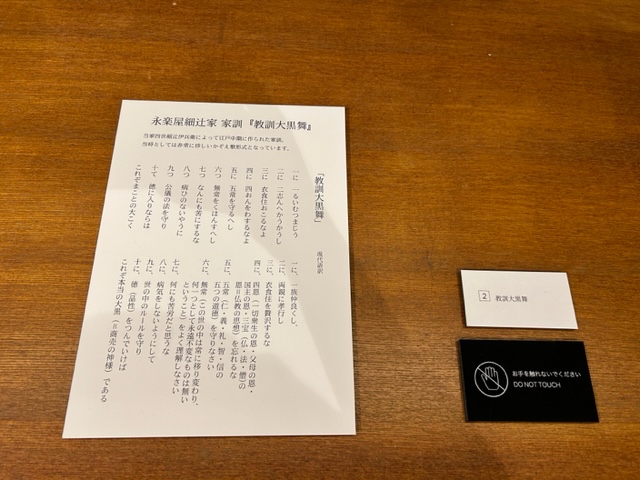 永楽屋細辻家 家訓『教訓大黒舞』
当家四世細辻伊兵衛によって江戸中期に作られた家訓。
当時としては非常に珍しいかぞえ歌形式となっています。
「教訓大黒舞」
一に 一るいむつまじう
二に 二しんへかうかうし
三に 衣食住おこるなよ
四に 四おんをわするなよ
五に 五常を守るへし
六つ 無常をくほんすへし
七つ なんにも苦にするな
八つ 病ひのないやうに
九つ 公儀の法を守り
十て 徳に入りならは
これぞまことの大こく
現代語訳
一に、一族仲良くし、
二に、両親に孝行し
三に、衣食住を贅沢するな
四に、四恩(一切衆生の恩・父母の恩・
国主の恩・三宝(仏・法・僧)の
恩=仏教の思想)を忘れるな
五に、五常(仁・義・礼・智・信の
五つの道徳)を守りなさい
六に、無常(この世の中は常に移り変わり、
何一つとして永遠不変なものは無い
ということ)をよく理解しなさい
七に、何にも苦労だと思うな
八に、病気をしないようにして
九に、世の中のルールを守り
十に、徳(品性)をつんでいけば
これぞ本当の大黒(=商売の神様)である
2 教訓大黒舞
お手を触れないでください
DO NOT TOUCH